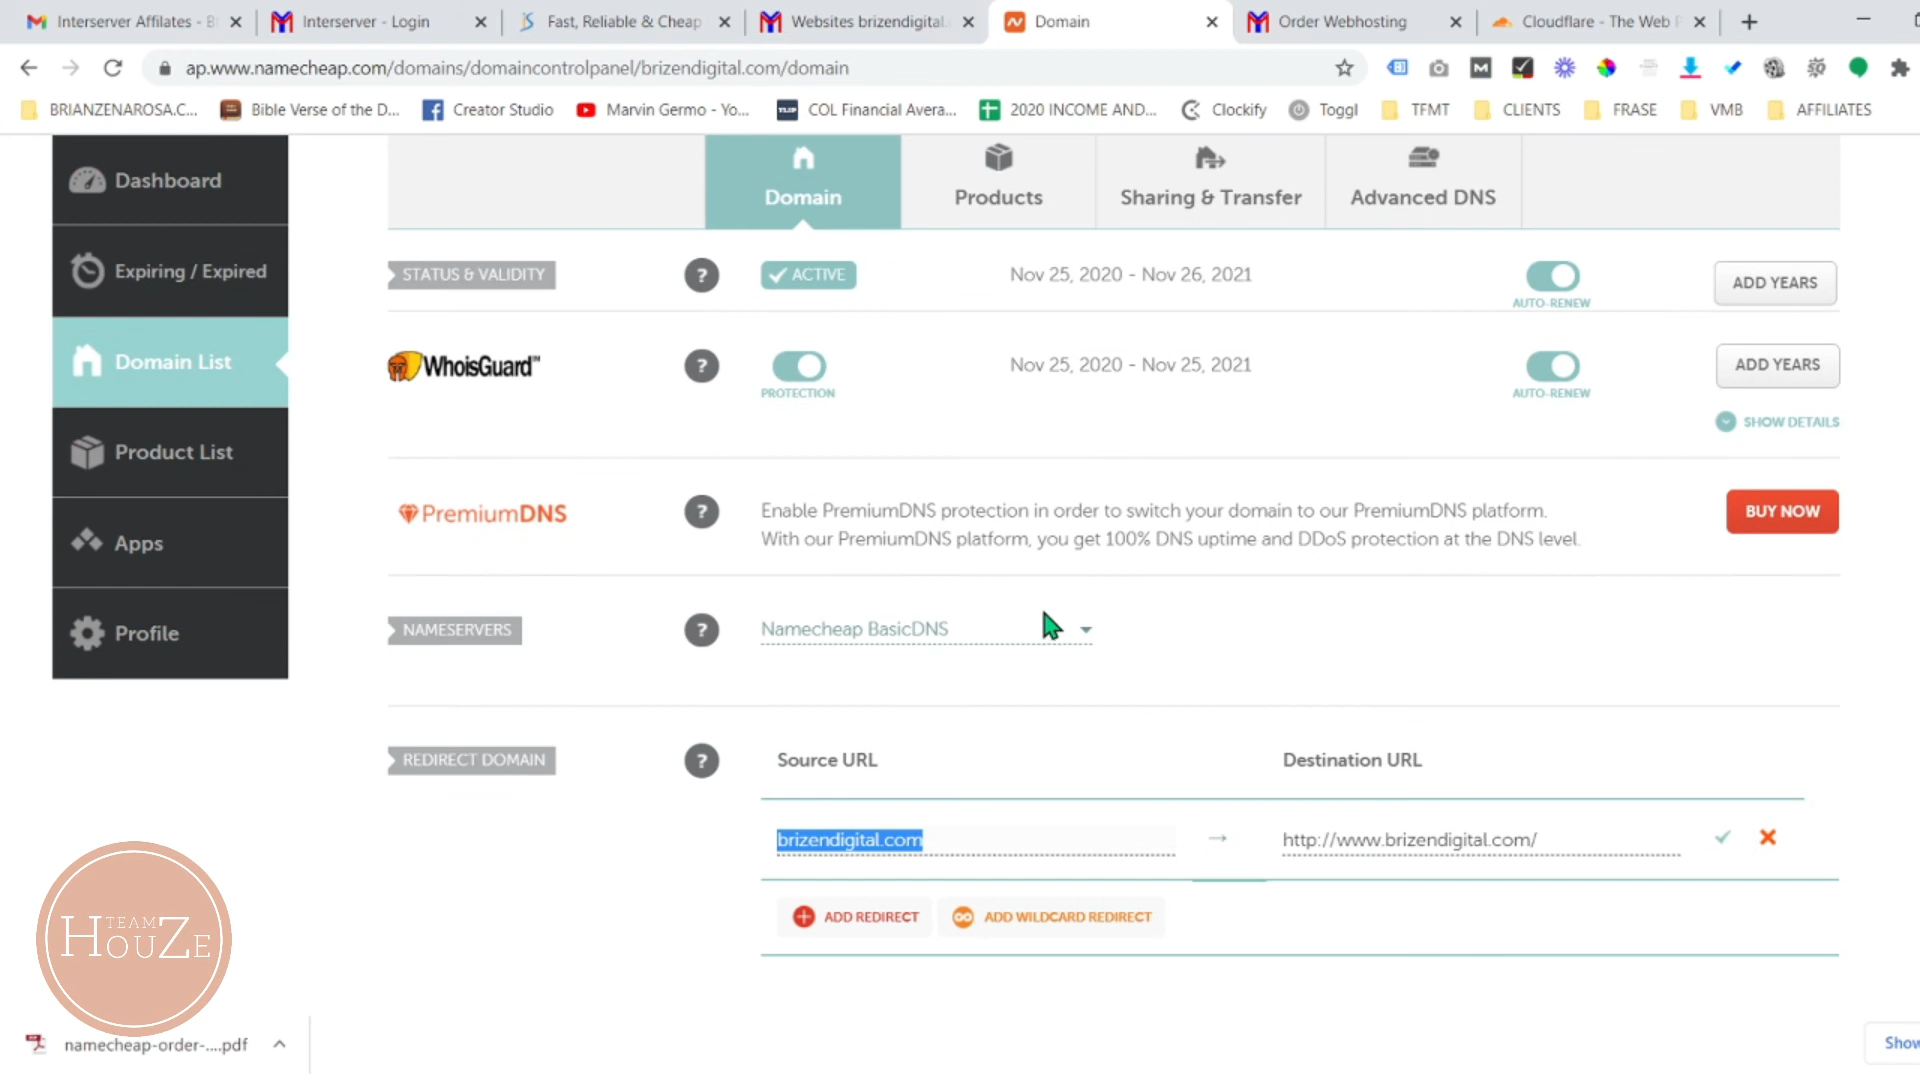 Interserver Affilates - B
Interserver - Login
Fast, Reliable & Cheap
Websites brizendigital.
Domain
Order Webhosting
Cloudflare - The Web P
ap.www.namecheap.com/domains/domaincontrolpanel/brizendigital.com/domain
BRIANZENAROSA.C...
Bible Verse of the D...
Creator Studio
Marvin Germo - Yo...
COL Financial Avera...
2020 INCOME AND...
Clockify
Toggl
TFMT
CLIENTS
FRASE
VMB
AFFILIATES
Dashboard
Expiring / Expired
Domain List
Product List
Apps
Profile
Domain
Products
Sharing & Transfer
Advanced DNS
STATUS & VALIDITY
?
ACTIVE
Nov 25, 2020 - Nov 26, 2021
AUTO-RENEW
ADD YEARS
WhoisGuard™
?
PROTECTION
Nov 25, 2020 - Nov 25, 2021
AUTO-RENEW
ADD YEARS
SHOW DETAILS
PremiumDNS
?
Enable PremiumDNS protection in order to switch your domain to our PremiumDNS platform.
With our PremiumDNS platform, you get 100% DNS uptime and DDoS protection at the DNS level.
BUY NOW
NAMESERVERS
?
Namecheap BasicDNS
REDIRECT DOMAIN
?
Source URL
Destination URL
brizendigital.com
http://www.brizendigital.com/
ADD REDIRECT
ADD WILDCARD REDIRECT
TEAM
HOUZE
namecheap-order-....pdf
Show